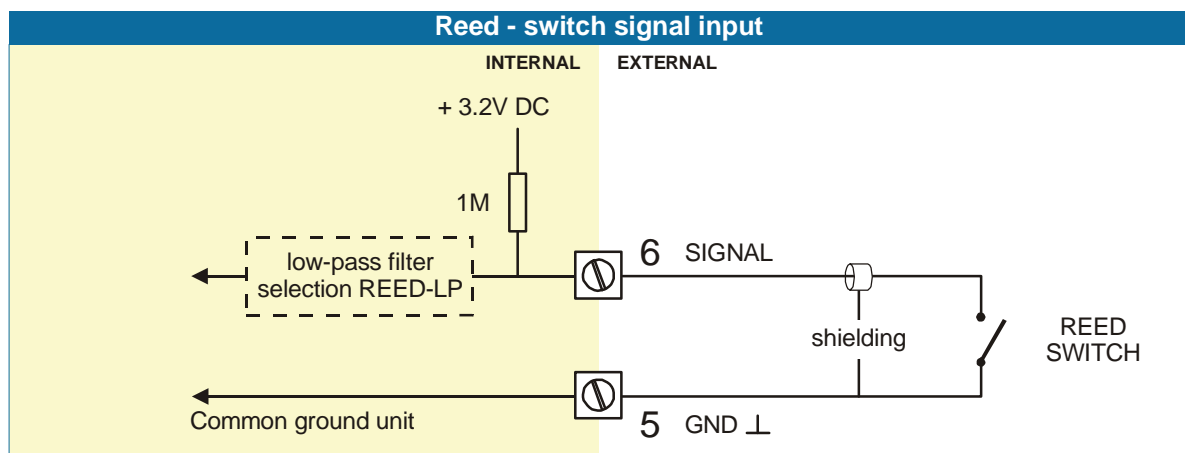 Reed - switch signal input
INTERNAL
EXTERNAL
+ 3.2V DC
1M
low-pass filter
selection REED-LP
6 SIGNAL
shielding
REED
SWITCH
Common ground unit
5 GND ⊥